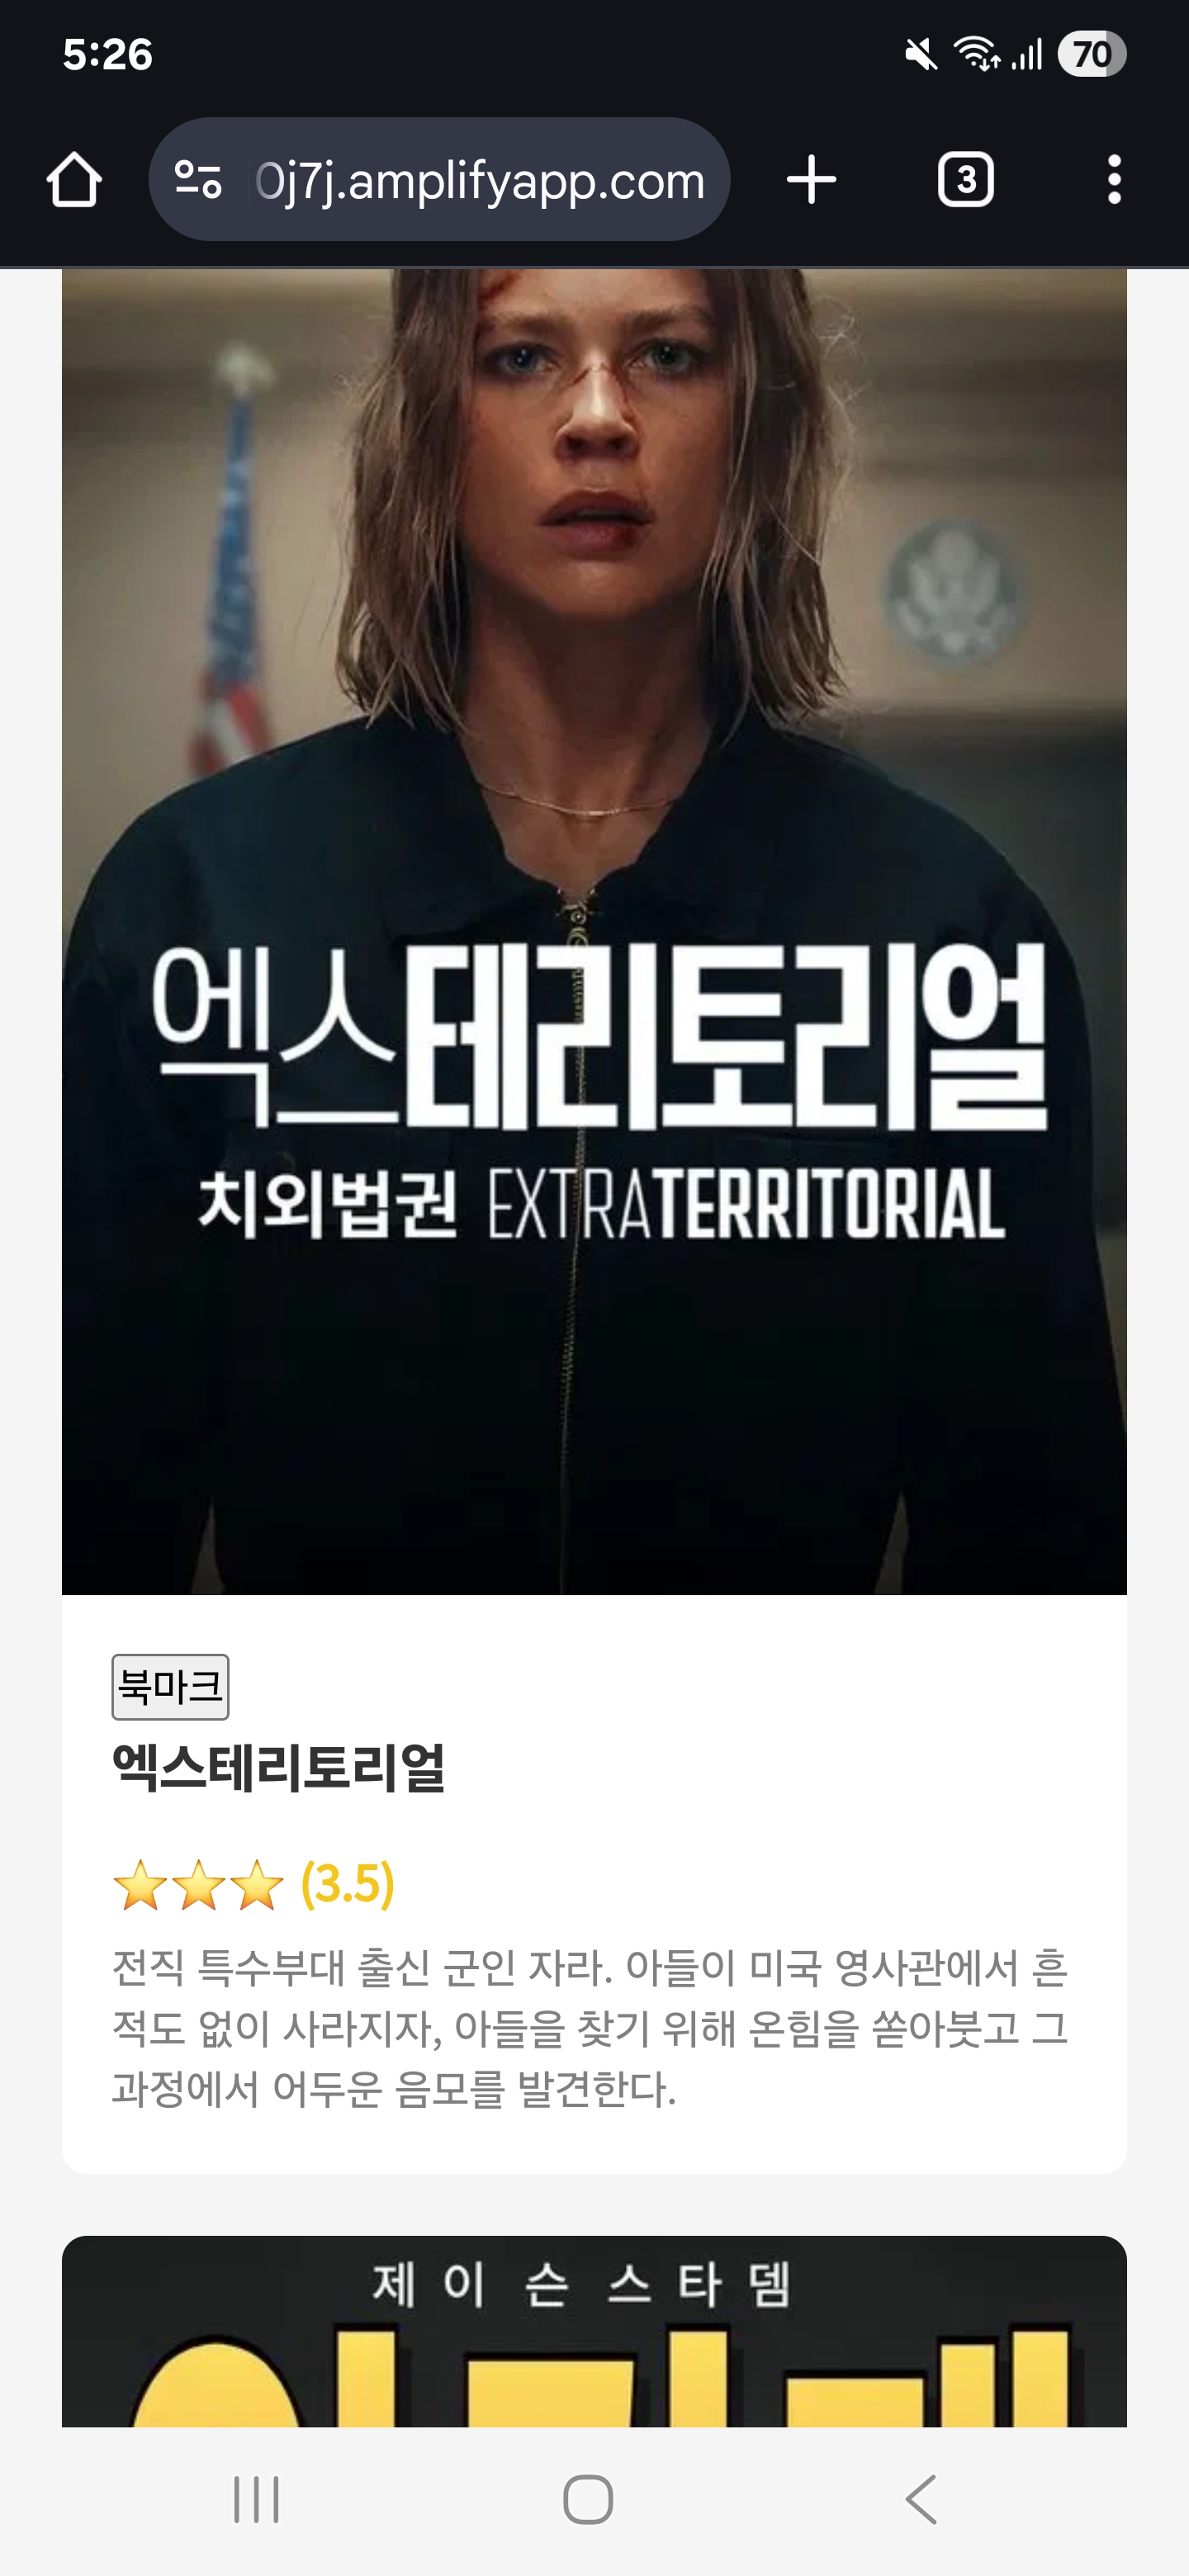 5:26
70
0j7j.amplifyapp.com
3
엑스테리토리얼
치외법권 EXTRATERRITORIAL
북마크
엑스테리토리얼
(3.5)
전직 특수부대 출신 군인 자라. 아들이 미국 영사관에서 흔
적도 없이 사라지자, 아들을 찾기 위해 온힘을 쏟아붓고 그
과정에서 어두운 음모를 발견한다.
제이슨 스타뎀